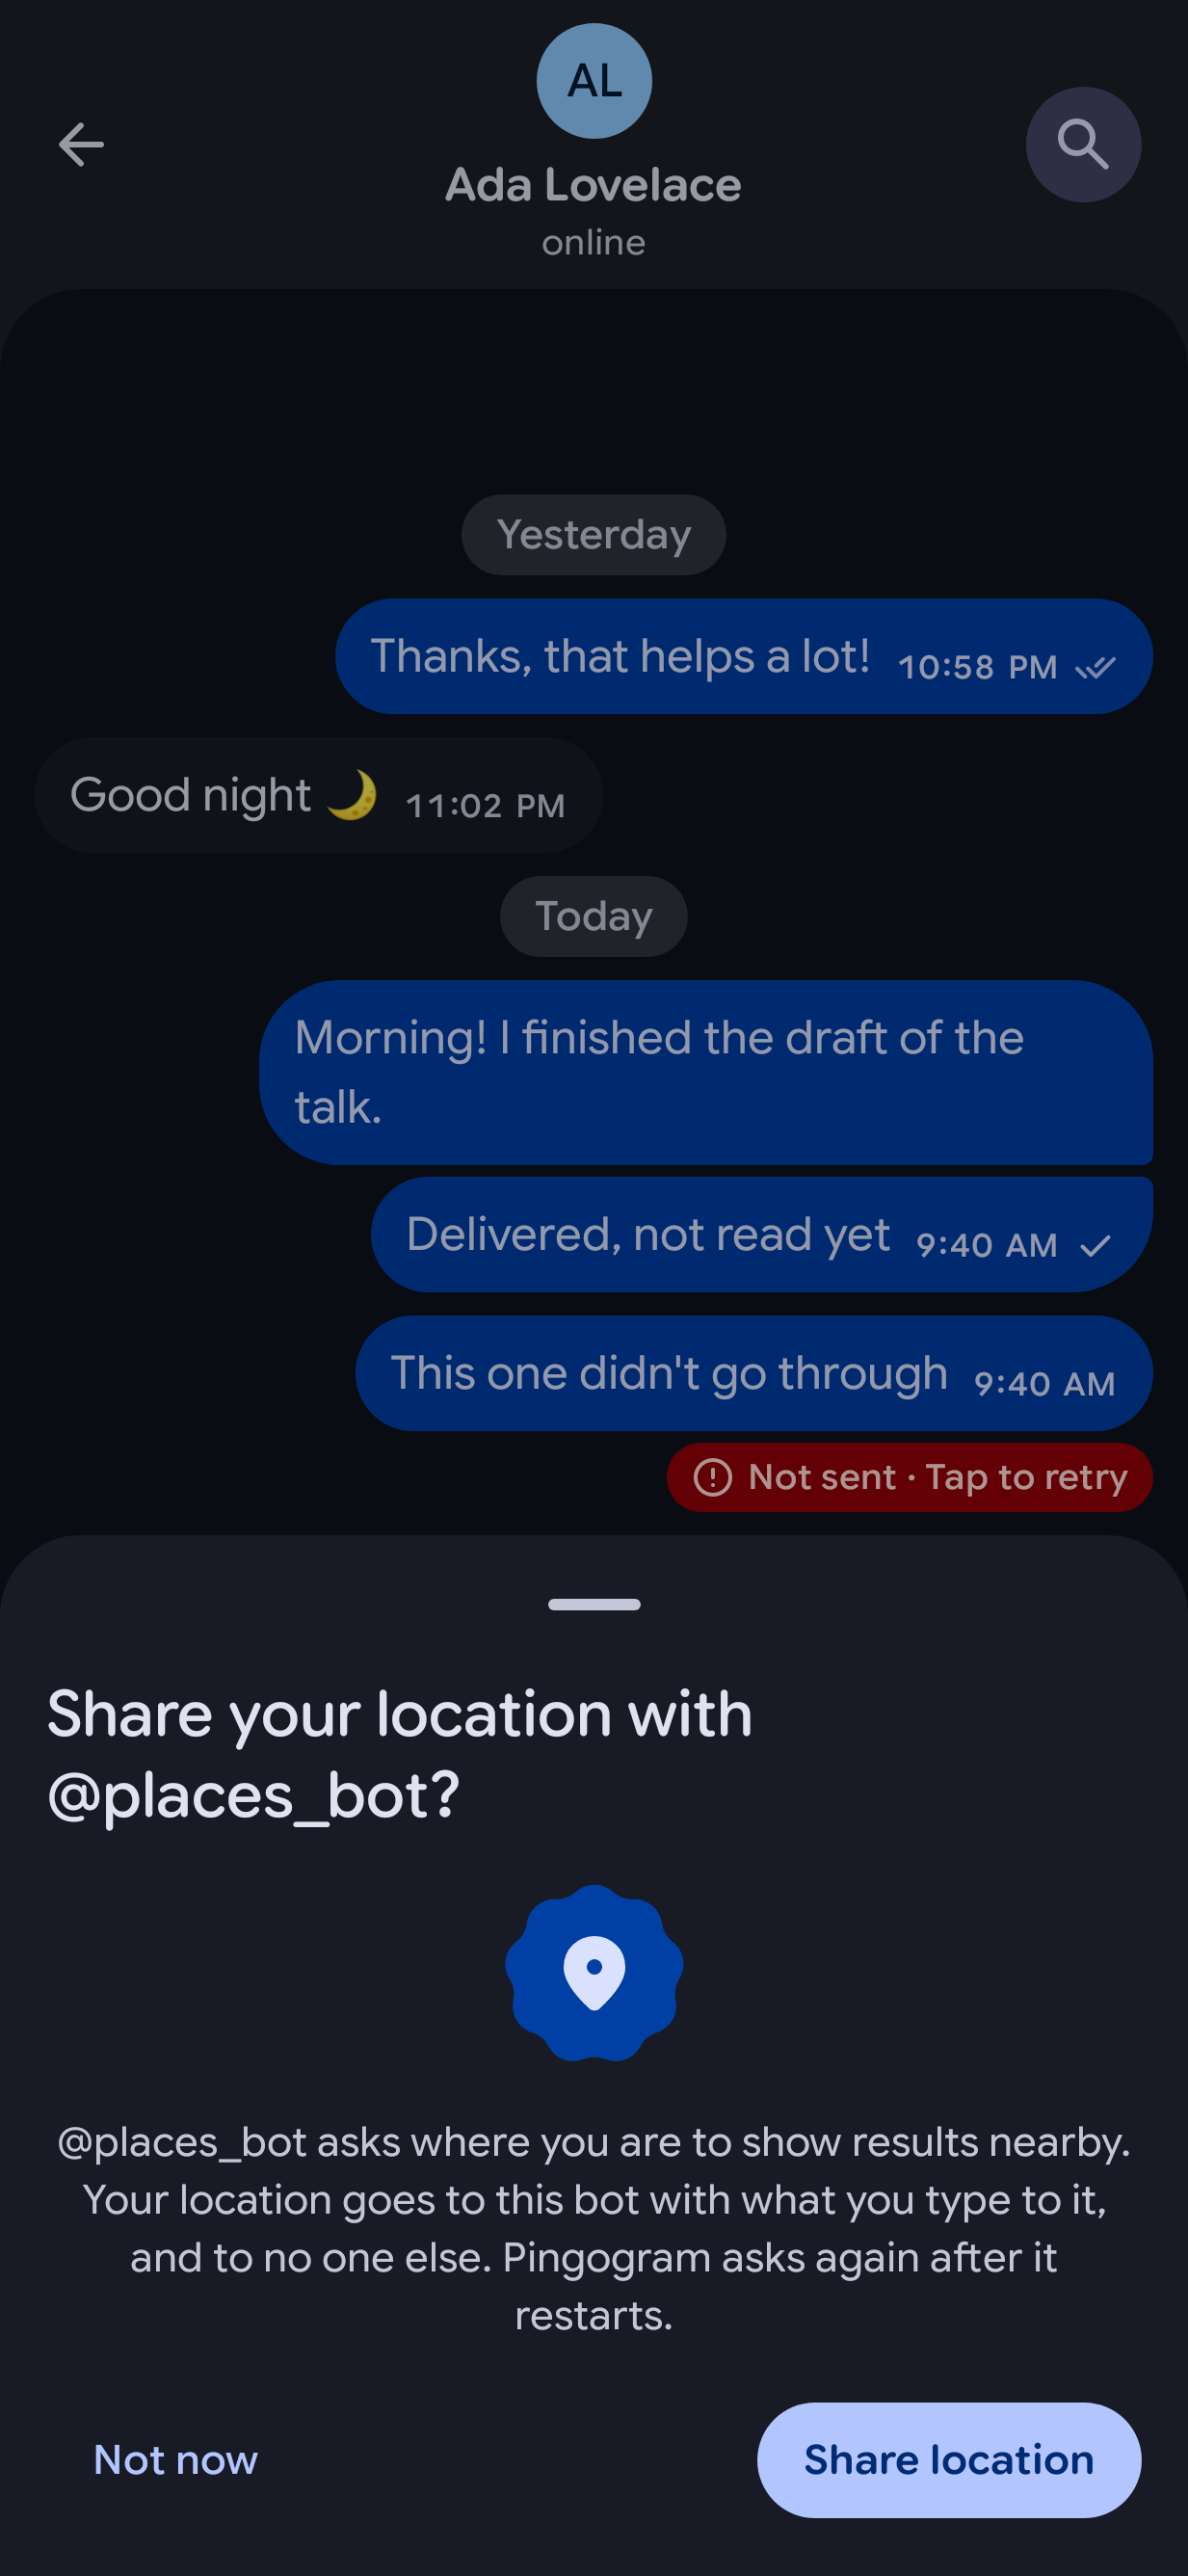 AL
Ada Lovelace
online
Yesterday
Thanks, that helps a lot! 10:58 PM
Good night 🌙 11:02 PM
Today
Morning! I finished the draft of the
talk.
Delivered, not read yet 9:40 AM
This one didn't go through 9:40 AM
Not sent · Tap to retry
Share your location with
@places_bot?
@places_bot asks where you are to show results nearby.
Your location goes to this bot with what you type to it,
and to no one else. Pingogram asks again after it
restarts.
Not now
Share location